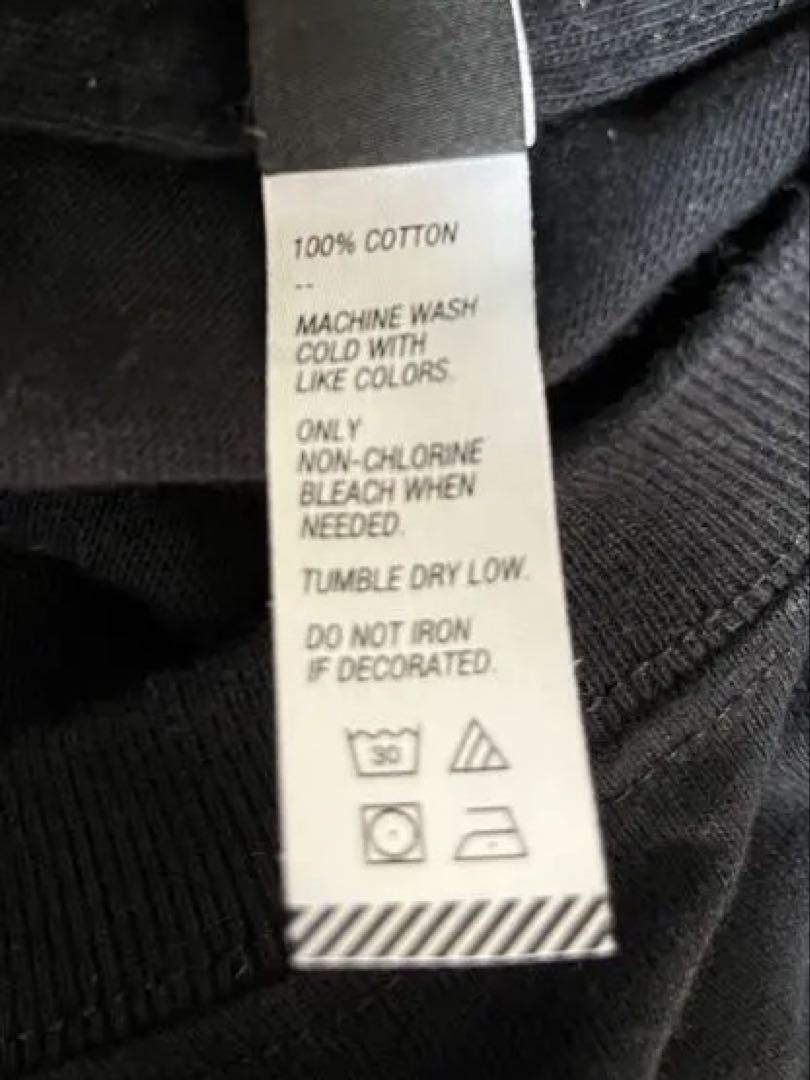 100% COTTON
--
MACHINE WASH
COLD WITH
LIKE COLORS.
ONLY
NON-CHLORINE
BLEACH WHEN
NEEDED.
TUMBLE DRY LOW.
DO NOT IRON
IF DECORATED.
30